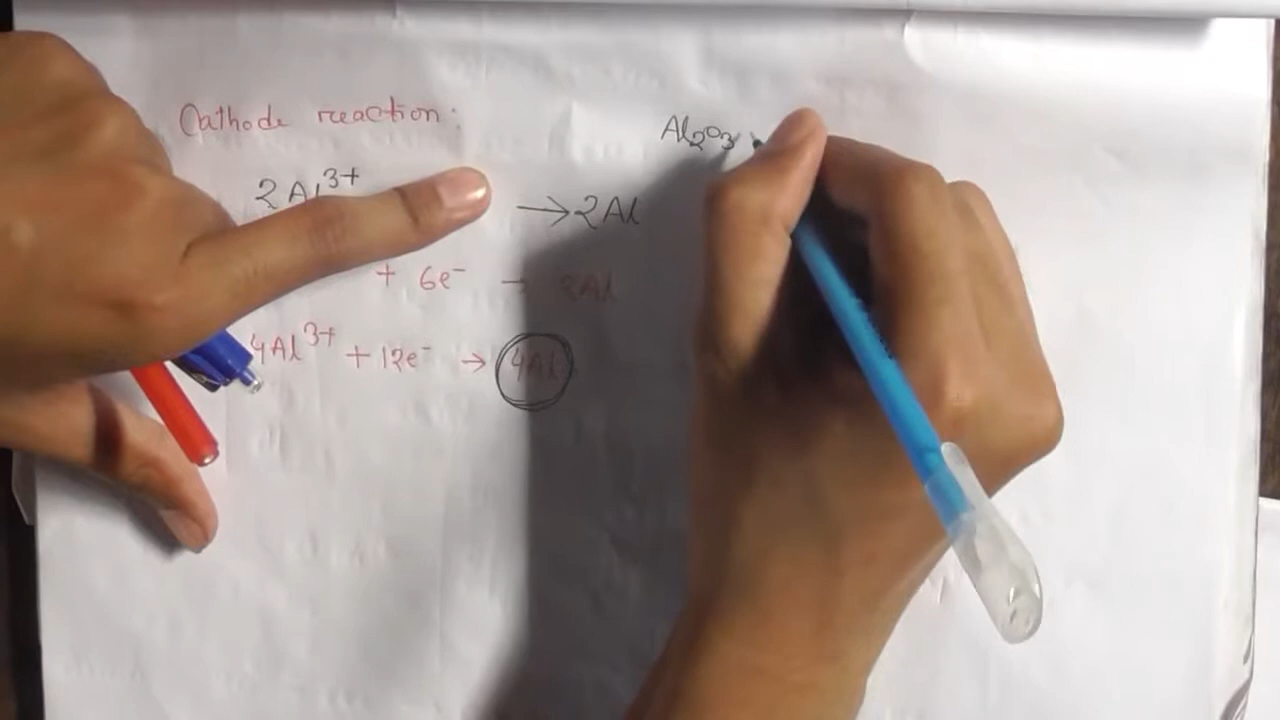 Cathode reaction:
Al₂O₃
2Al³⁺ → 2Al
+ 6e⁻ → 2Al
4Al³⁺ + 12e⁻ → 4Al